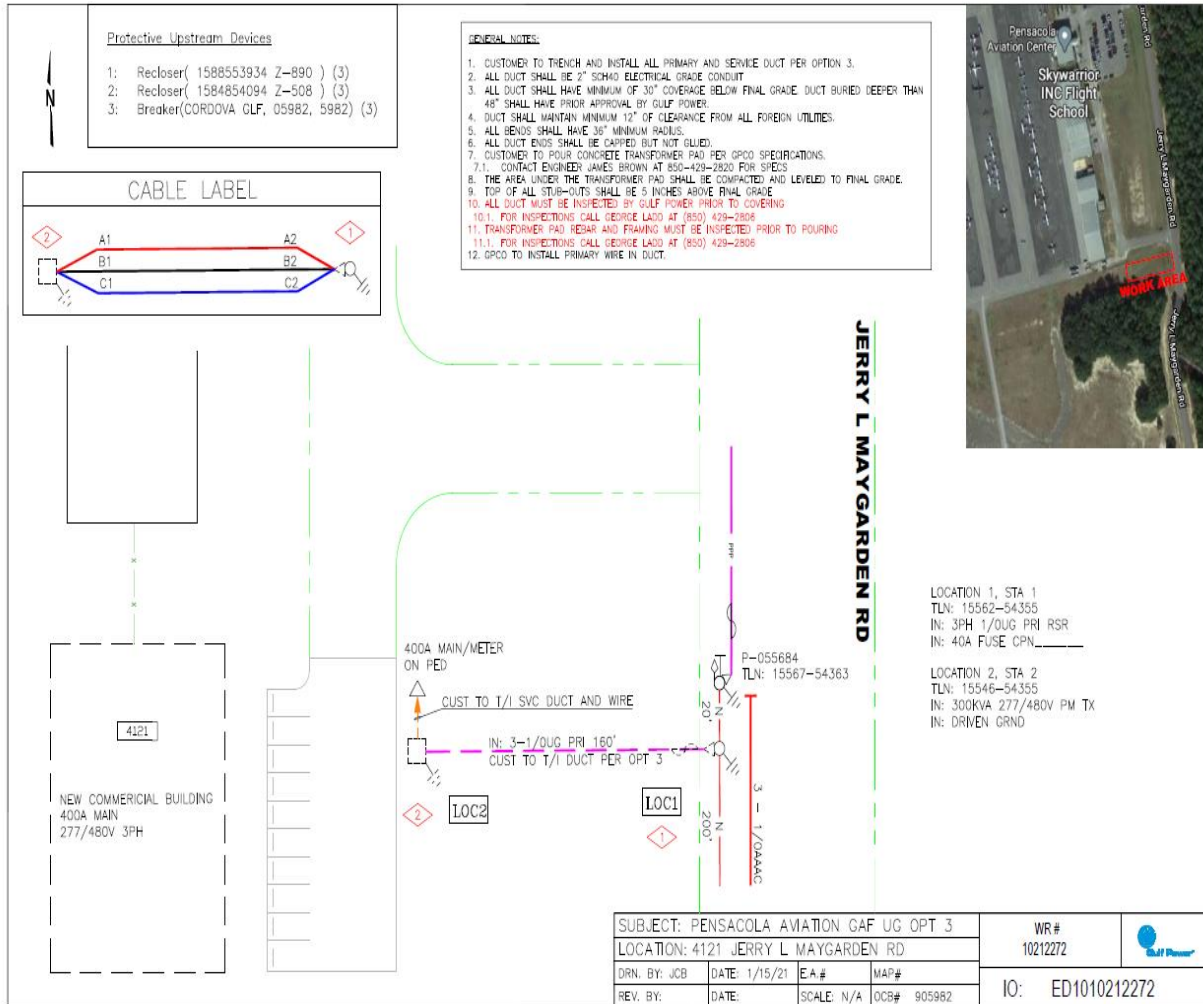 Protective Upstream Devices
1: Recloser( 1588553934 Z-890 ) (3)
2: Recloser( 1584854094 Z-508 ) (3)
3: Breaker(CORDOVA GLF, 05982, 5982) (3)
N
GENERAL NOTES:
1. CUSTOMER TO TRENCH AND INSTALL ALL PRIMARY AND SERVICE DUCT PER OPTION 3.
2. ALL DUCT SHALL BE 2" SCH40 ELECTRICAL GRADE CONDUIT
3. ALL DUCT SHALL HAVE MINIMUM OF 30" COVERAGE BELOW FINAL GRADE. DUCT BURIED DEEPER THAN
48" SHALL HAVE PRIOR APPROVAL BY GULF POWER.
4. DUCT SHALL MAINTAIN MINIMUM 12" OF CLEARANCE FROM ALL FOREIGN UTILITIES.
5. ALL BENDS SHALL HAVE 36" MINIMUM RADIUS.
6. ALL DUCT ENDS SHALL BE CAPPED BUT NOT GLUED.
7. CUSTOMER TO POUR CONCRETE TRANSFORMER PAD PER GPCO SPECIFICATIONS.
7.1. CONTACT ENGINEER JAMES BROWN AT 850-429-2820 FOR SPECS
8. THE AREA UNDER THE TRANSFORMER PAD SHALL BE COMPACTED AND LEVELED TO FINAL GRADE.
9. TOP OF ALL STUB-OUTS SHALL BE 5 INCHES ABOVE FINAL GRADE
10. ALL DUCT MUST BE INSPECTED BY GULF POWER PRIOR TO COVERING
10.1. FOR INSPECTIONS CALL GEORGE LADD AT (850) 429-2806
11. TRANSFORMER PAD REBAR AND FRAMING MUST BE INSPECTED PRIOR TO POURING
11.1. FOR INSPECTIONS CALL GEORGE LADD AT (850) 429-2806
12. GPCO TO INSTALL PRIMARY WIRE IN DUCT.
Pensacola
Aviation Center
Skywarrior
INC Flight
School
Jerry L Maygarden Rd
WORK AREA
Jerry L Maygarden Rd
CABLE LABEL
2
A1
A2
1
B1
B2
C1
C2
JERRY L MAYGARDEN RD
PPP
P-055684
TLN: 15567-54363
400A MAIN/METER
ON PED
CUST TO T/I SVC DUCT AND WIRE
IN: 3-1/0UG PRI 160'
CUST TO T/I DUCT PER OPT 3
20'
N
200'
N
3 - 1/0AAAC
2
LOC2
LOC1
1
LOCATION 1, STA 1
TLN: 15562-54355
IN: 3PH 1/0UG PRI RSR
IN: 40A FUSE CPN______
LOCATION 2, STA 2
TLN: 15546-54355
IN: 300KVA 277/480V PM TX
IN: DRIVEN GRND
4121
NEW COMMERICIAL BUILDING
400A MAIN
277/480V 3PH
SUBJECT: PENSACOLA AVIATION GAF UG OPT 3
LOCATION: 4121 JERRY L MAYGARDEN RD
DRN. BY: JCB DATE: 1/15/21 E.A.# MAP#
REV. BY: DATE: SCALE: N/A OCB# 905982
WR #
10212272
Gulf Power
IO: ED1010212272